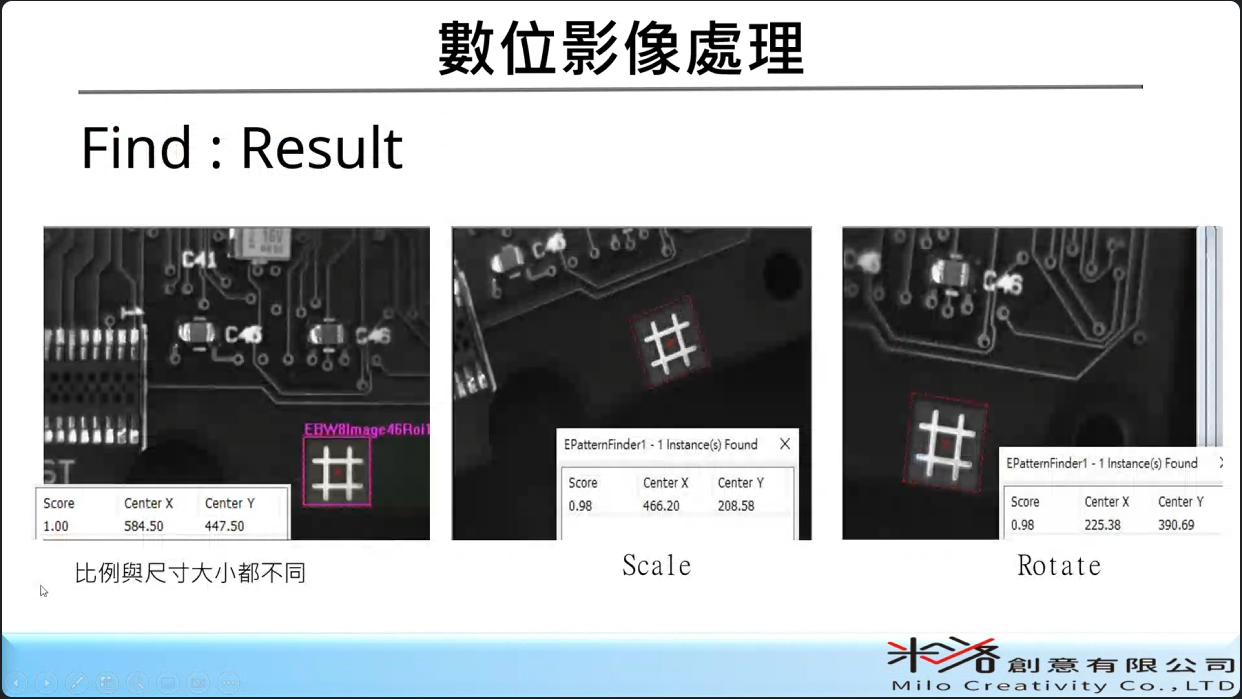 數位影像處理
Find : Result
16V
C41
C45
C46
EBW8Image46Roi1
ST
Score Center X Center Y
1.00 584.50 447.50
比例與尺寸大小都不同
C46
EPatternFinder1 - 1 Instance(s) Found
Score Center X Center Y
0.98 466.20 208.58
Scale
C46
EPatternFinder1 - 1 Instance(s) Found
Score Center X Center Y
0.98 225.38 390.69
Rotate
米洛創意有限公司
Milo Creativity Co.,LTD